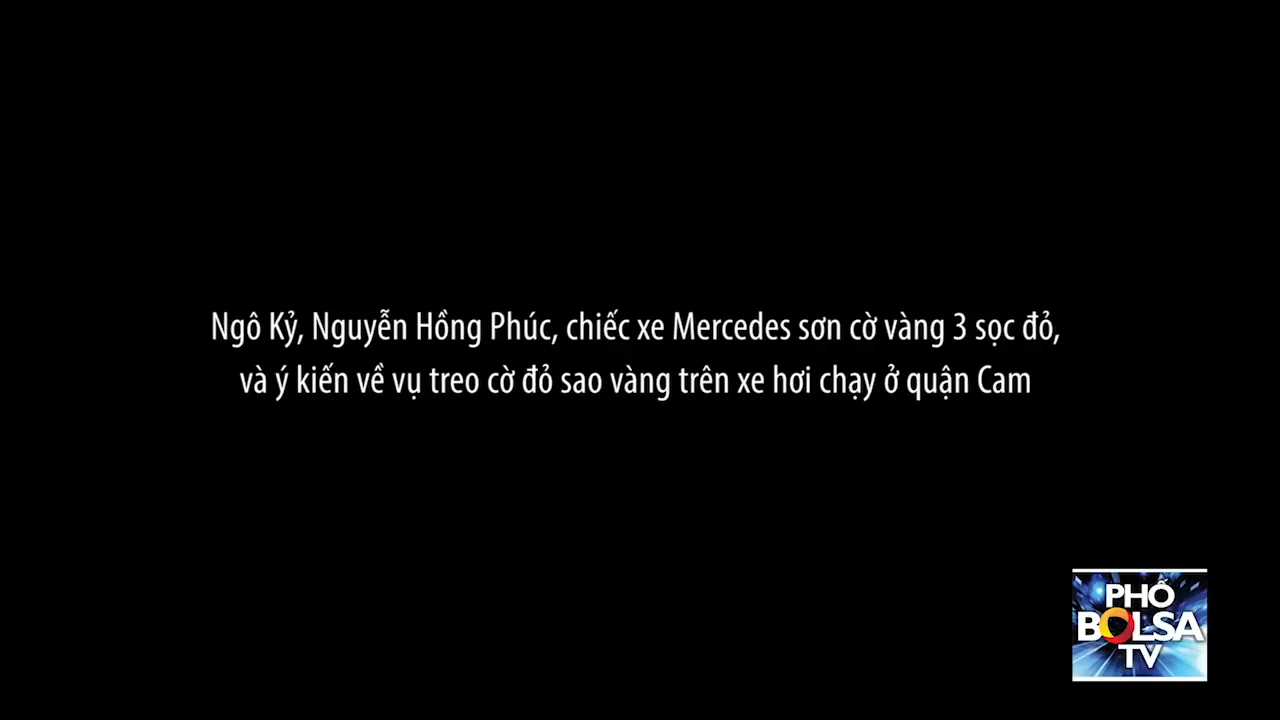 Ngô Kỷ, Nguyễn Hồng Phúc, chiếc xe Mercedes sơn cờ vàng 3 sọc đỏ,
và ý kiến về vụ treo cờ đỏ sao vàng trên xe hơi chạy ở quận Cam
PHỐ
BOLSA
TV